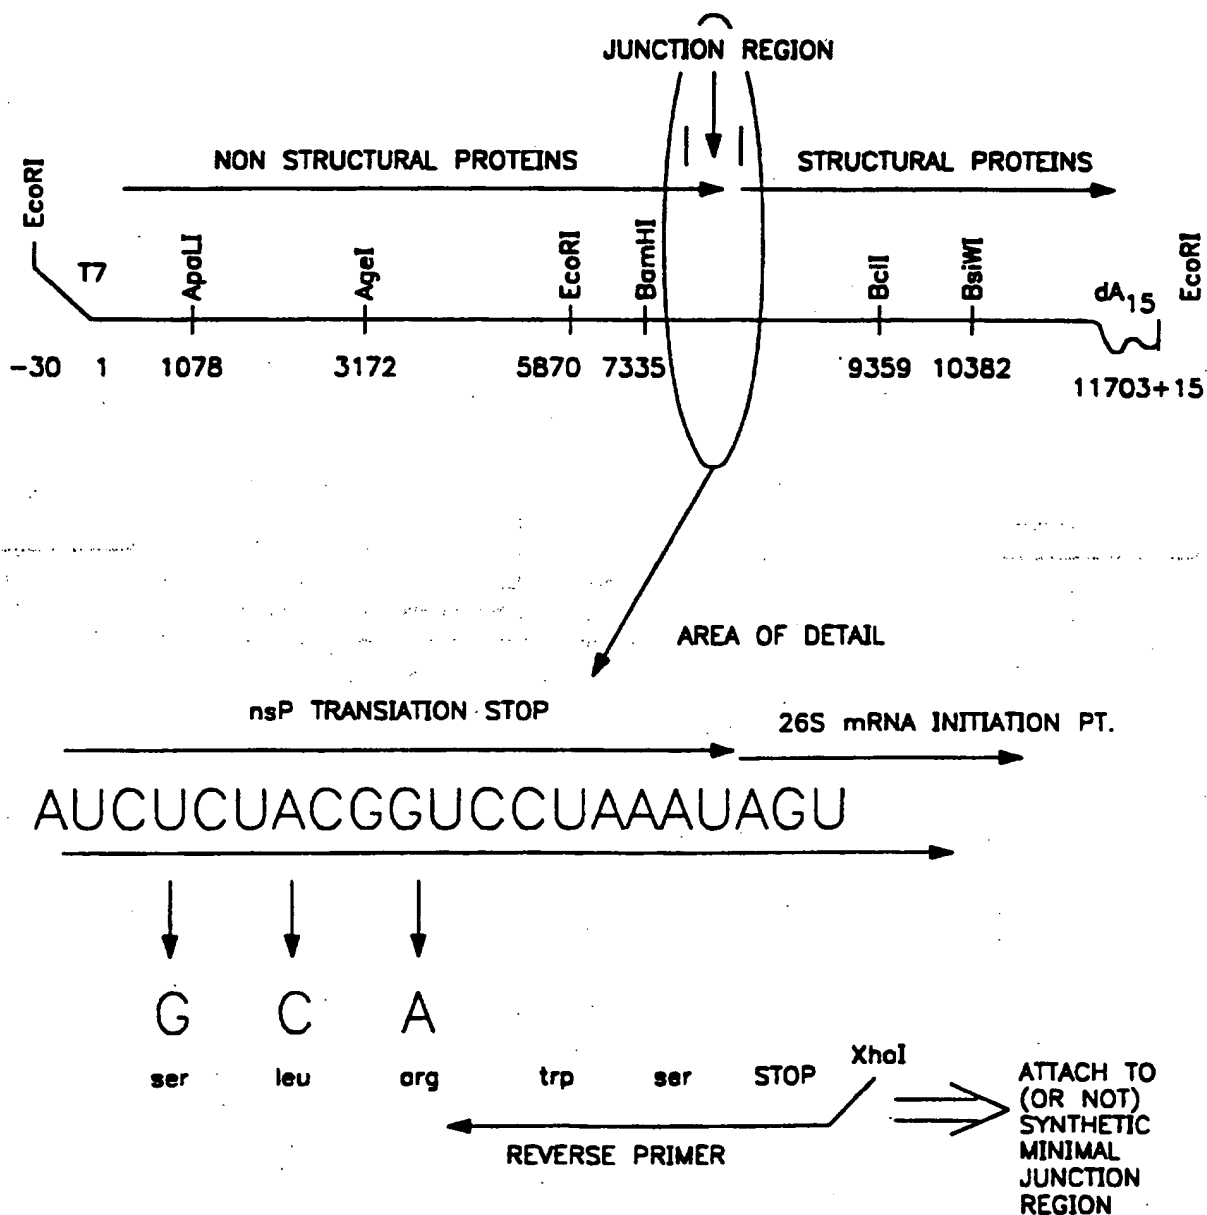 JUNCTION REGION
NON STRUCTURAL PROTEINS
STRUCTURAL PROTEINS
EcoRI
T7
ApaLI
AgeI
EcoRI
BamHI
BclI
BsiWI
dA15
EcoRI
-30 1 1078 3172 5870 7335 9359 10382 11703+15
AREA OF DETAIL
nsP TRANSIATION STOP
26S mRNA INITIATION PT.
AUCUCUACGGUCCUAAAUAGU
G C A
ser leu arg trp ser STOP
XhoI
REVERSE PRIMER
ATTACH TO
(OR NOT)
SYNTHETIC
MINIMAL
JUNCTION
REGION